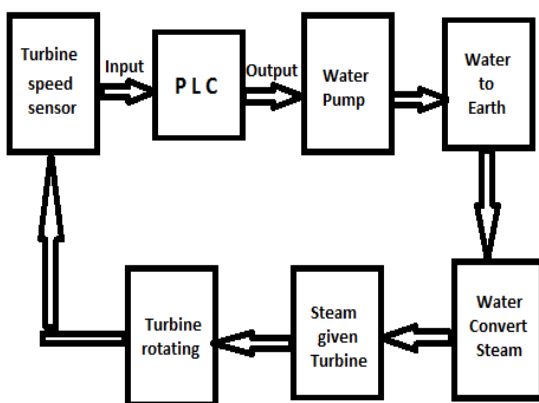 Turbine
speed
sensor
Input
P L C
Output
Water
Pump
Water
to
Earth
Water
Convert
Steam
Steam
given
Turbine
Turbine
rotating